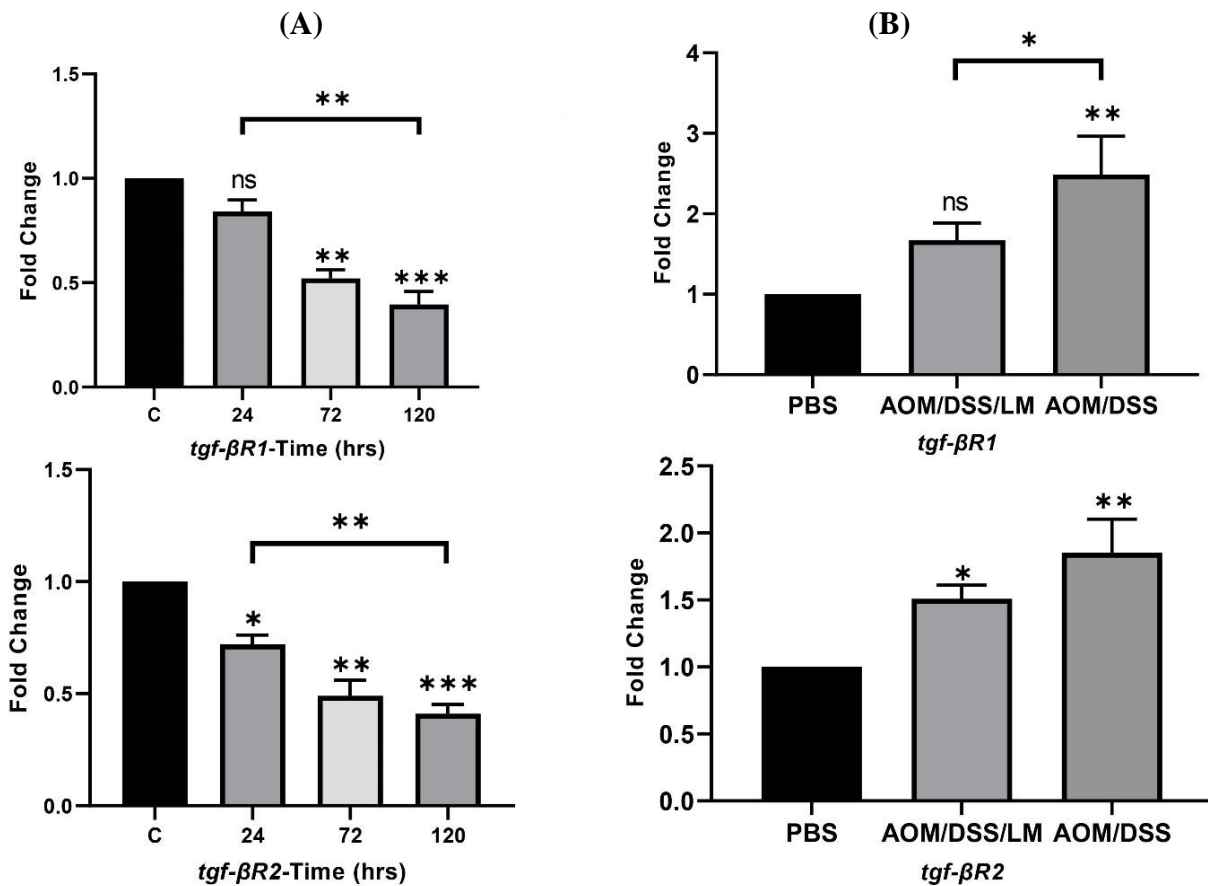 (A)
1.5
1.0
0.5
0.0
Fold Change
**
ns
**
***
C 24 72 120
tgf-βR1-Time (hrs)
1.5
1.0
0.5
0.0
Fold Change
**
*
**
***
C 24 72 120
tgf-βR2-Time (hrs)
(B)
4
3
2
1
0
Fold Change
*
ns
**
PBS AOM/DSS/LM AOM/DSS
tgf-βR1
2.5
2.0
1.5
1.0
0.5
0.0
Fold Change
*
**
PBS AOM/DSS/LM AOM/DSS
tgf-βR2